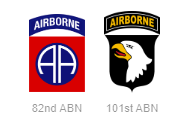 AIRBORNE
AIRBORNE
AA
82nd ABN
101st ABN